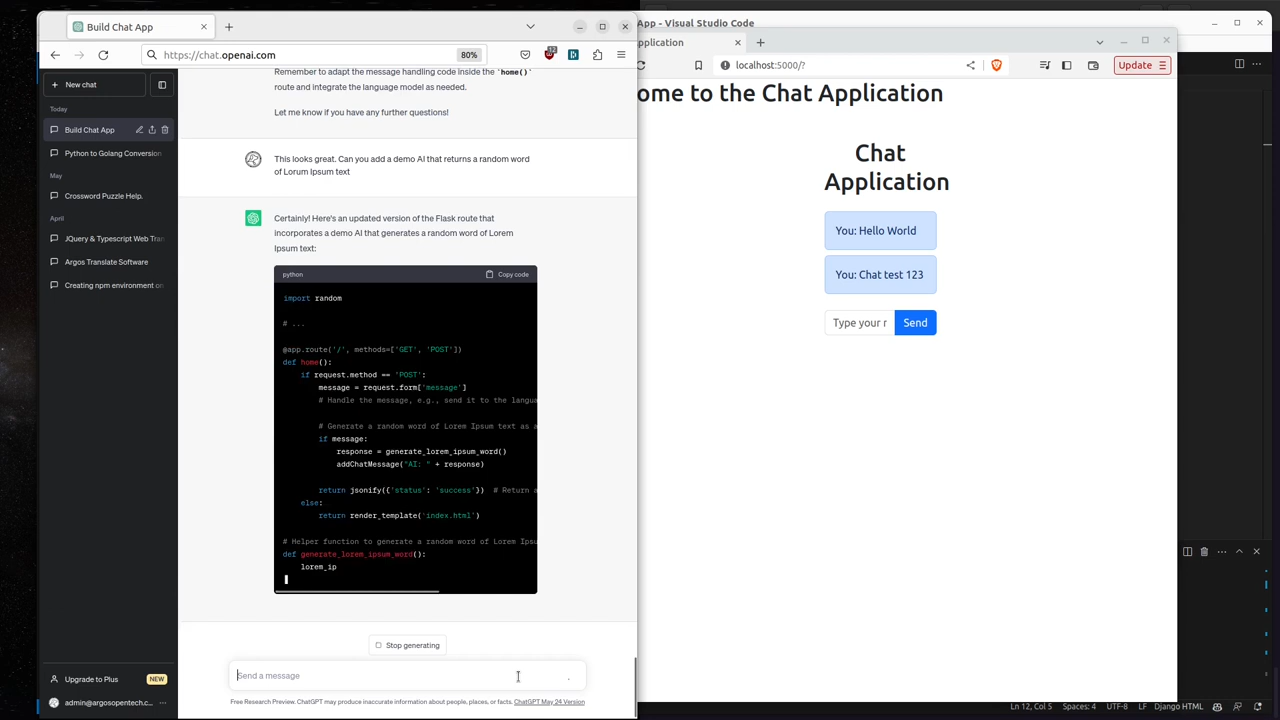 Build Chat App
https://chat.openai.com
80%
New chat
Today
Build Chat App
Python to Golang Conversion
May
Crossword Puzzle Help.
April
JQuery & Typescript Web Tran
Argos Translate Software
Creating npm environment on
Upgrade to Plus
NEW
admin@argosopentech.c...
Remember to adapt the message handling code inside the `home()`
route and integrate the language model as needed.
Let me know if you have any further questions!
This looks great. Can you add a demo AI that returns a random word
of Lorum Ipsum text
Certainly! Here's an updated version of the Flask route that
incorporates a demo AI that generates a random word of Lorem
Ipsum text:
python
Copy code
import random
# ...
@app.route('/', methods=['GET', 'POST'])
def home():
if request.method == 'POST':
message = request.form['message']
# Handle the message, e.g., send it to the langua
# Generate a random word of Lorem Ipsum text as a
if message:
response = generate_lorem_ipsum_word()
addChatMessage("AI: " + response)
return jsonify({'status': 'success'})  # Return a
else:
return render_template('index.html')
# Helper function to generate a random word of Lorem Ipsu
def generate_lorem_ipsum_word():
lorem_ip
Stop generating
Send a message
Free Research Preview. ChatGPT may produce inaccurate information about people, places, or facts. ChatGPT May 24 Version
App - Visual Studio Code
pplication
localhost:5000/?
Update
ome to the Chat Application
Chat
Application
You: Hello World
You: Chat test 123
Type your r
Send
Ln 12, Col 5
Spaces: 4
UTF-8
LF
Django HTML